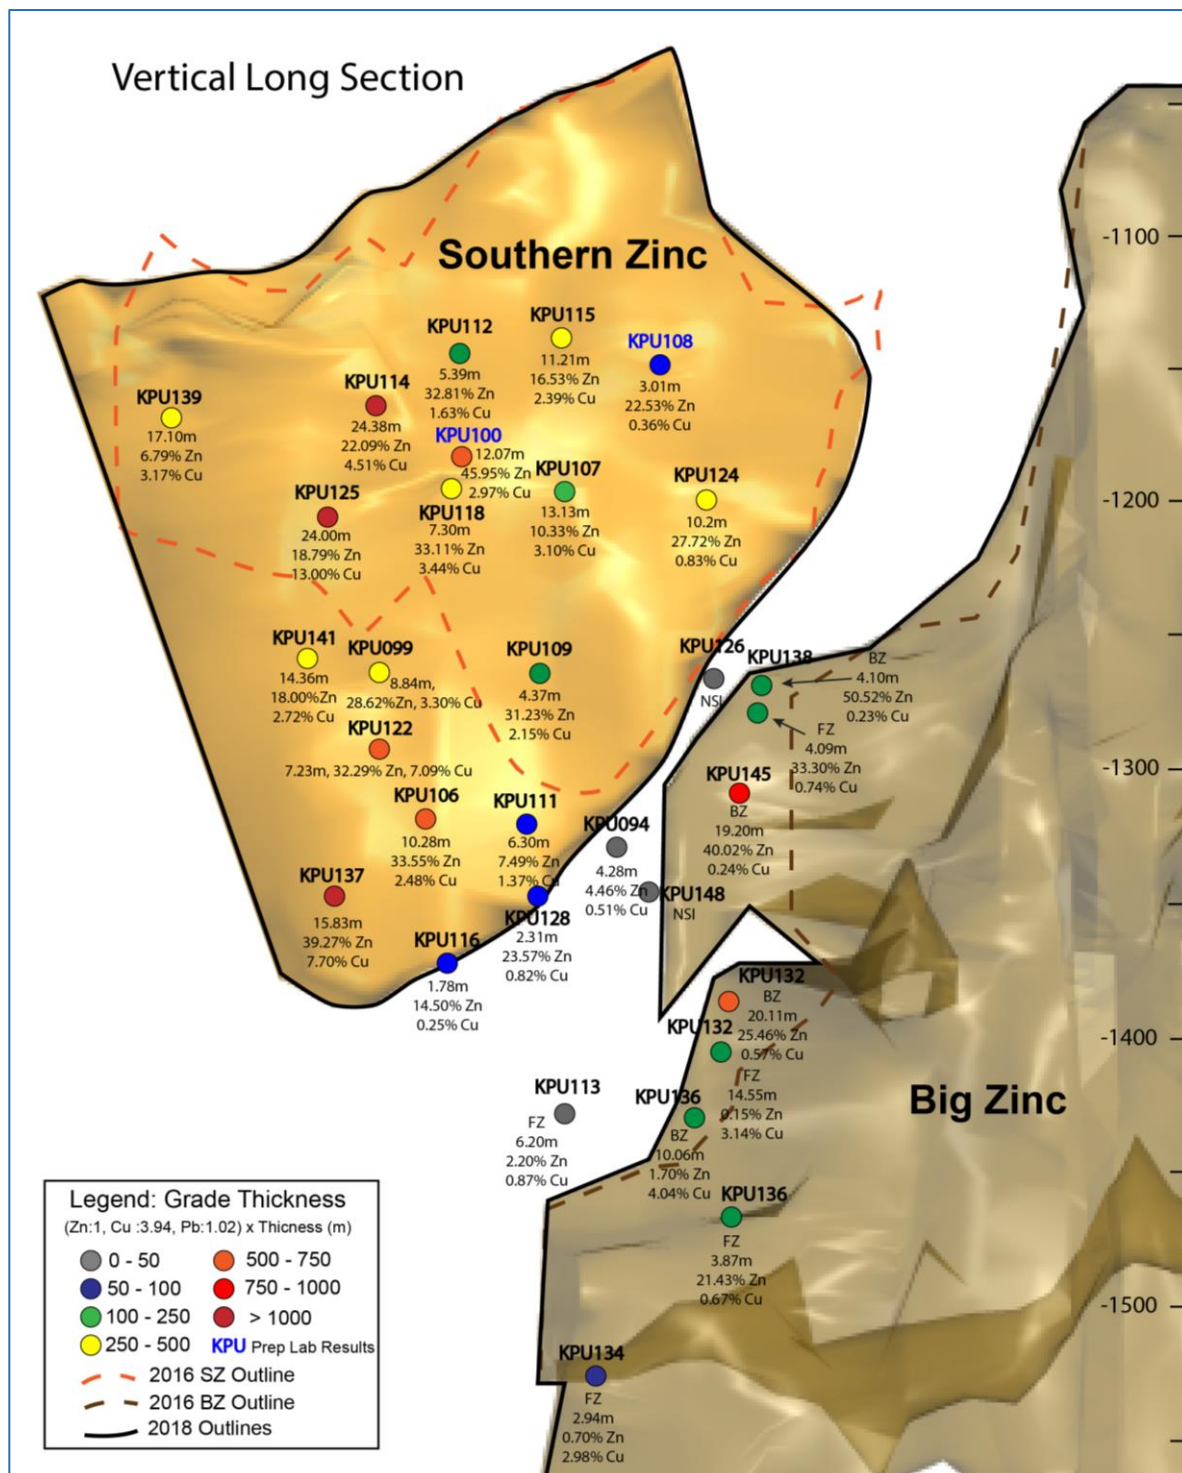 Vertical Long Section
Southern Zinc
-1100
KPU115
11.21m
16.53% Zn
2.39% Cu
KPU112
5.39m
32.81% Zn
1.63% Cu
KPU108
3.01m
22.53% Zn
0.36% Cu
KPU114
24.38m
22.09% Zn
4.51% Cu
KPU139
17.10m
6.79% Zn
3.17% Cu
KPU100
12.07m
45.95% Zn
2.97% Cu
KPU107
13.13m
10.33% Zn
3.10% Cu
KPU124
10.2m
27.72% Zn
0.83% Cu
-1200
KPU125
24.00m
18.79% Zn
13.00% Cu
KPU118
7.30m
33.11% Zn
3.44% Cu
KPU141
14.36m
18.00%Zn
2.72% Cu
KPU099
8.84m,
28.62%Zn, 3.30% Cu
KPU109
4.37m
31.23% Zn
2.15% Cu
KPU126
NSI
KPU138
BZ
4.10m
50.52% Zn
0.23% Cu
FZ
4.09m
33.30% Zn
0.74% Cu
KPU122
7.23m, 32.29% Zn, 7.09% Cu
-1300
KPU145
BZ
19.20m
40.02% Zn
0.24% Cu
KPU106
10.28m
33.55% Zn
2.48% Cu
KPU111
6.30m
7.49% Zn
1.37% Cu
KPU094
4.28m
4.46% Zn
0.51% Cu
KPU148
NSI
KPU137
15.83m
39.27% Zn
7.70% Cu
KPU128
2.31m
23.57% Zn
0.82% Cu
KPU116
1.78m
14.50% Zn
0.25% Cu
KPU132
BZ
20.11m
25.46% Zn
0.57% Cu
KPU132
FZ
14.55m
0.15% Zn
3.14% Cu
-1400
Big Zinc
KPU113
FZ
6.20m
2.20% Zn
0.87% Cu
KPU136
BZ
10.06m
1.70% Zn
4.04% Cu
KPU136
FZ
3.87m
21.43% Zn
0.67% Cu
-1500
KPU134
FZ
2.94m
0.70% Zn
2.98% Cu
Legend: Grade Thickness
(Zn:1, Cu :3.94, Pb:1.02) x Thicness (m)
0 - 50
500 - 750
50 - 100
750 - 1000
100 - 250
> 1000
250 - 500
KPU Prep Lab Results
2016 SZ Outline
2016 BZ Outline
2018 Outlines